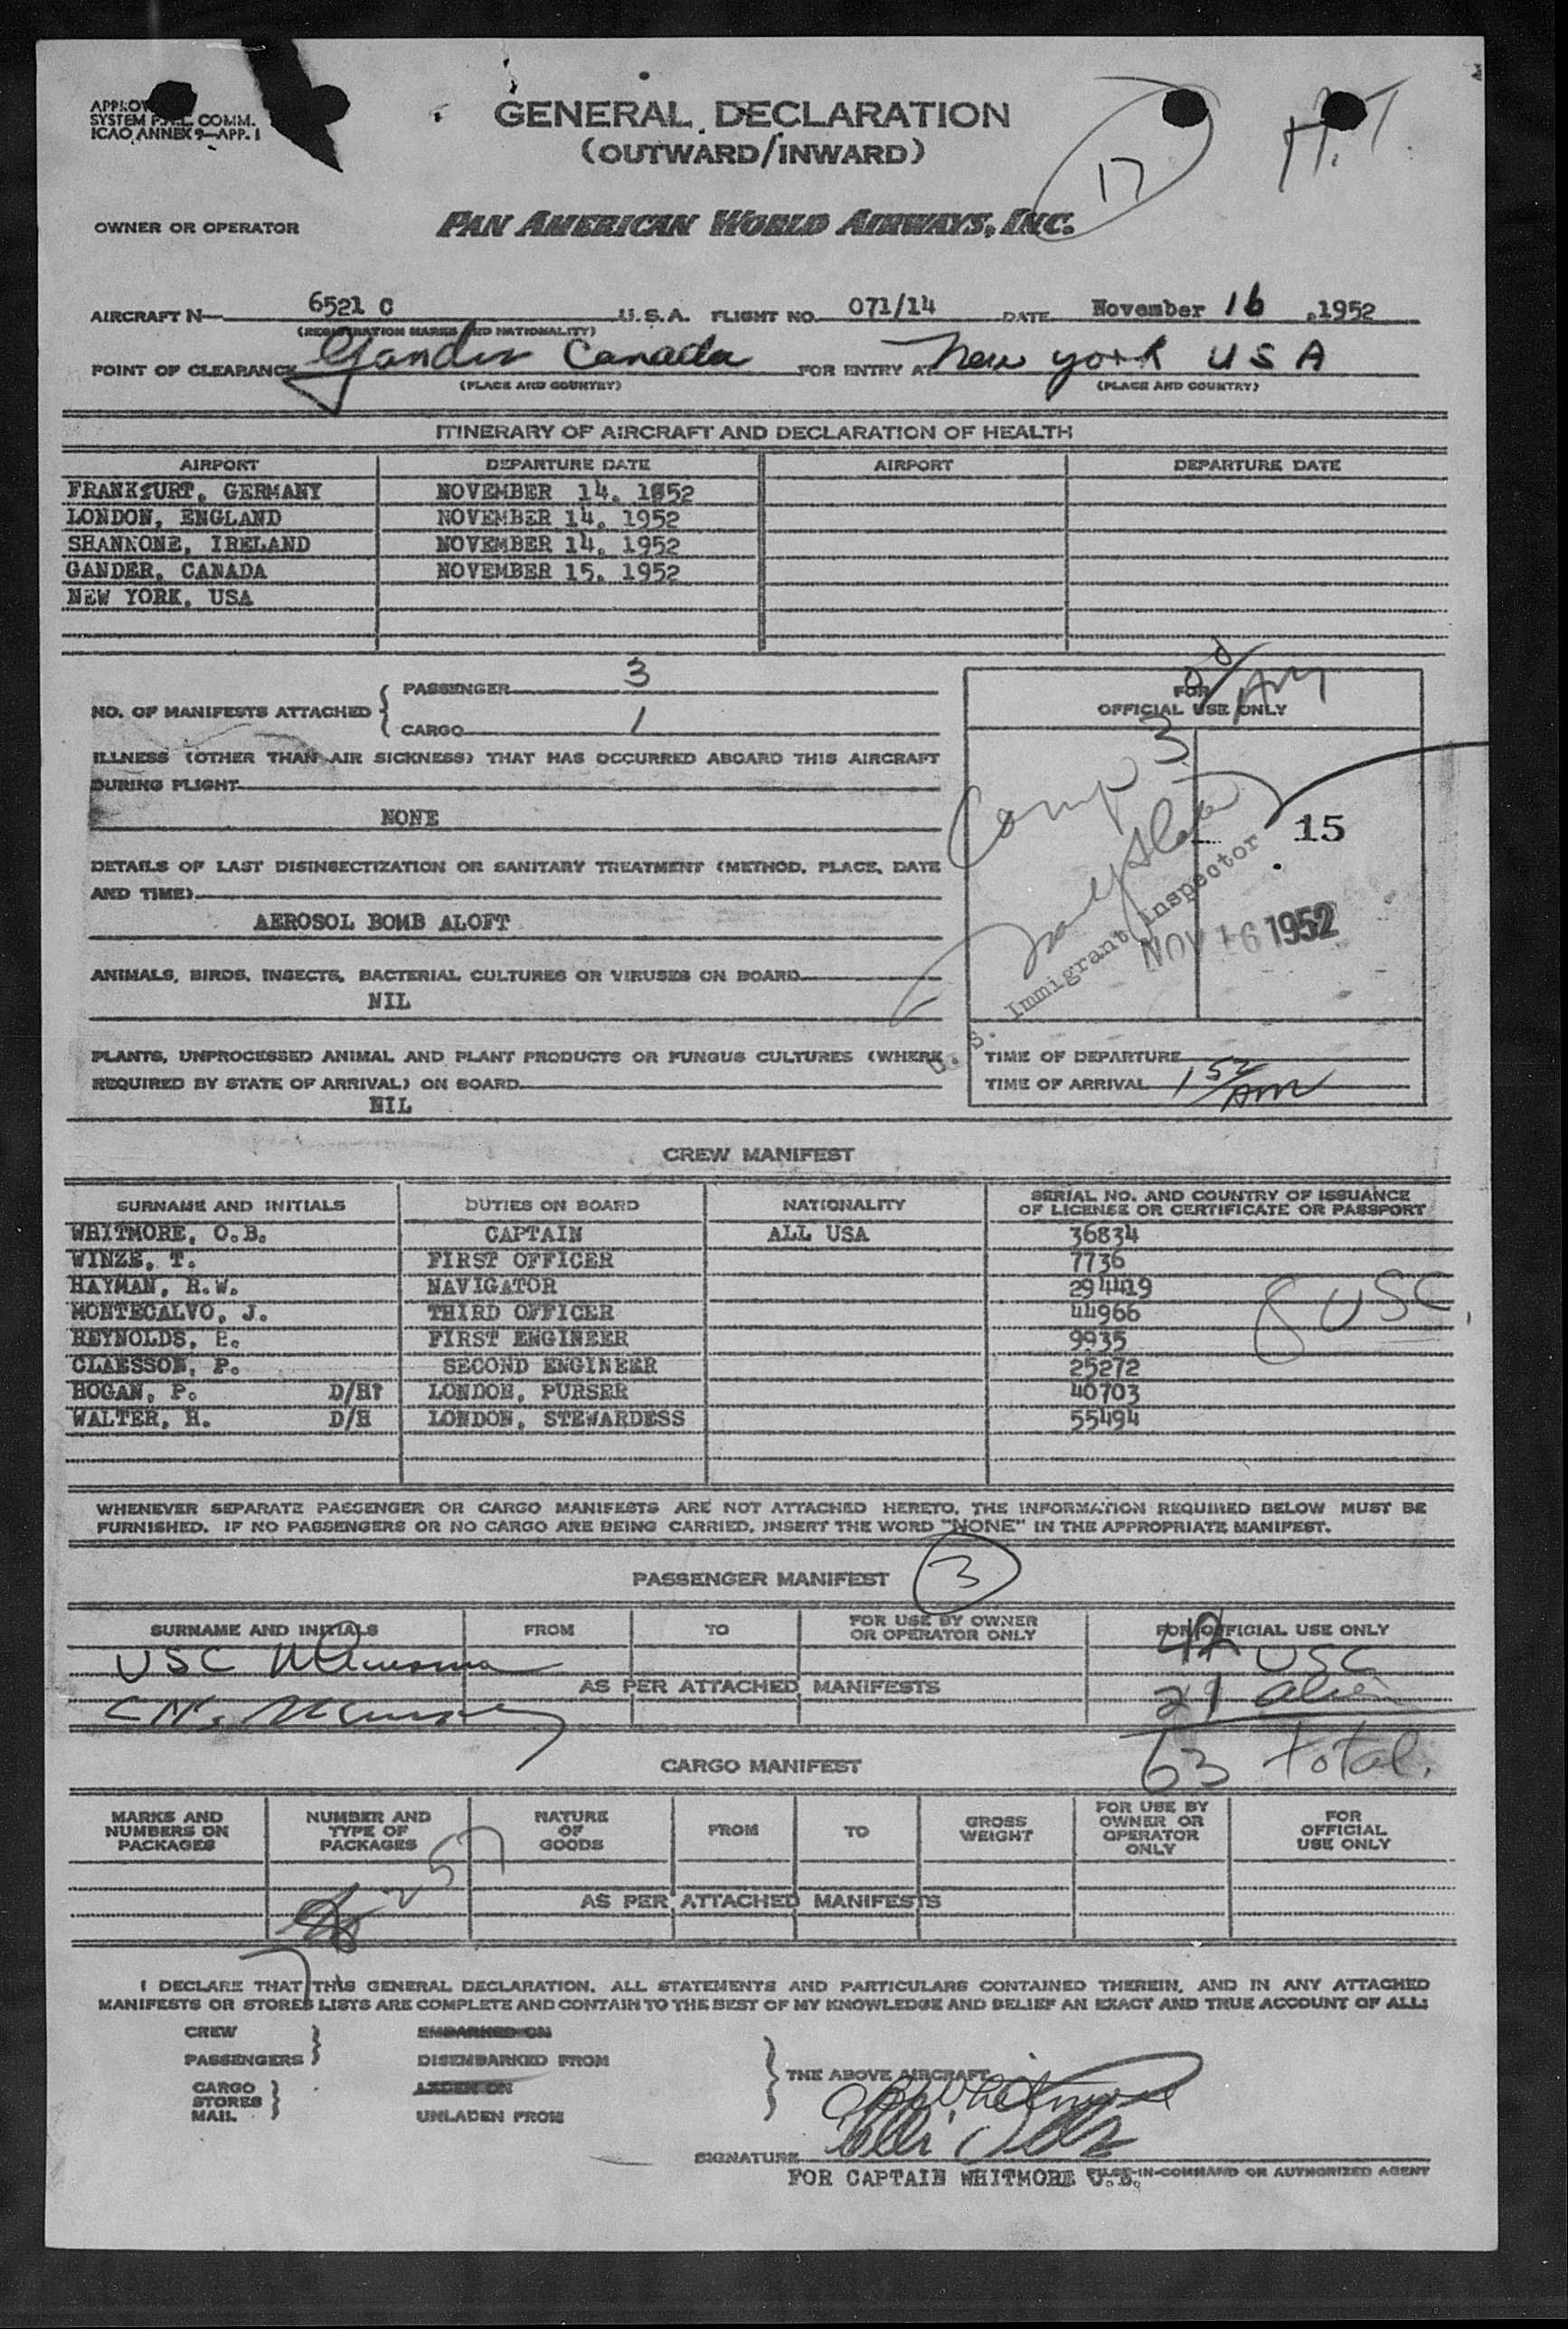 SYSTEM COMM.
ICAO ANNEX 9—APP. 1
GENERAL DECLARATION
(OUTWARD/INWARD)
17
H.T.
OWNER OR OPERATOR PAN AMERICAN WORLD AIRWAYS, INC.
AIRCRAFT N— 6521 C U.S.A. FLIGHT NO. 071/14 DATE November 16, 1952
(REGISTRATION MARKS AND NATIONALITY)
POINT OF CLEARANCE Gander Canada FOR ENTRY AT New York USA
(PLACE AND COUNTRY) (PLACE AND COUNTRY)
ITINERARY OF AIRCRAFT AND DECLARATION OF HEALTH
AIRPORT DEPARTURE DATE AIRPORT DEPARTURE DATE
FRANKFURT, GERMANY NOVEMBER 14. 1952
LONDON, ENGLAND NOVEMBER 14. 1952
SHANNONE, IRELAND NOVEMBER 14. 1952
GANDER, CANADA NOVEMBER 15. 1952
NEW YORK, USA
NO. OF MANIFESTS ATTACHED { PASSENGER 3
CARGO 1
FOR
OFFICIAL USE ONLY
ILLNESS (OTHER THAN AIR SICKNESS) THAT HAS OCCURRED ABOARD THIS AIRCRAFT
DURING FLIGHT
NONE
Comp 3
15
DETAILS OF LAST DISINSECTIZATION OR SANITARY TREATMENT (METHOD, PLACE, DATE
AND TIME)
AEROSOL BOMB ALOFT
U. S. Immigrant Inspector
NOV 16 1952
ANIMALS, BIRDS, INSECTS, BACTERIAL CULTURES OR VIRUSES ON BOARD
NIL
PLANTS, UNPROCESSED ANIMAL AND PLANT PRODUCTS OR FUNGUS CULTURES (WHERE
REQUIRED BY STATE OF ARRIVAL) ON BOARD
NIL
TIME OF DEPARTURE
TIME OF ARRIVAL 1 52 AM
CREW MANIFEST
SURNAME AND INITIALS DUTIES ON BOARD NATIONALITY SERIAL NO. AND COUNTRY OF ISSUANCE
OF LICENSE OR CERTIFICATE OR PASSPORT
WHITMORE, O.B. CAPTAIN ALL USA 36834
WINZE, T. FIRST OFFICER 7736
HAYMAN, R.W. NAVIGATOR 294419
MONTECALVO, J. THIRD OFFICER 44966
REYNOLDS, FIRST ENGINEER 9935
CLAESSON, P. SECOND ENGINEER 25272
HOGAN, P. D/H LONDON, PURSER 40703
WALTER, H. D/H LONDON, STEWARDESS 55494
8 USC
WHENEVER SEPARATE PASSENGER OR CARGO MANIFESTS ARE NOT ATTACHED HERETO, THE INFORMATION REQUIRED BELOW MUST BE
FURNISHED. IF NO PASSENGERS OR NO CARGO ARE BEING CARRIED, INSERT THE WORD "NONE" IN THE APPROPRIATE MANIFEST.
PASSENGER MANIFEST 3
SURNAME AND INITIALS FROM TO FOR USE BY OWNER
OR OPERATOR ONLY FOR OFFICIAL USE ONLY
USC
42 USC
AS PER ATTACHED MANIFESTS
21 alien
63 total.
CARGO MANIFEST
MARKS AND
NUMBERS ON
PACKAGES
NUMBER AND
TYPE OF
PACKAGES
NATURE
OF
GOODS
FROM
TO
GROSS
WEIGHT
FOR USE BY
OWNER OR
OPERATOR
ONLY
FOR
OFFICIAL
USE ONLY
AS PER ATTACHED MANIFESTS
I DECLARE THAT THIS GENERAL DECLARATION, ALL STATEMENTS AND PARTICULARS CONTAINED THEREIN, AND IN ANY ATTACHED
MANIFESTS OR STORES LISTS ARE COMPLETE AND CONTAIN TO THE BEST OF MY KNOWLEDGE AND BELIEF AN EXACT AND TRUE ACCOUNT OF ALL:
CREW EMBARKED ON
PASSENGERS DISEMBARKED FROM
CARGO LADEN ON
STORES
MAIL UNLADEN FROM
THE ABOVE AIRCRAFT
OB Whitmore
SIGNATURE
PILOT-IN-COMMAND OR AUTHORIZED AGENT
FOR CAPTAIN WHITMORE